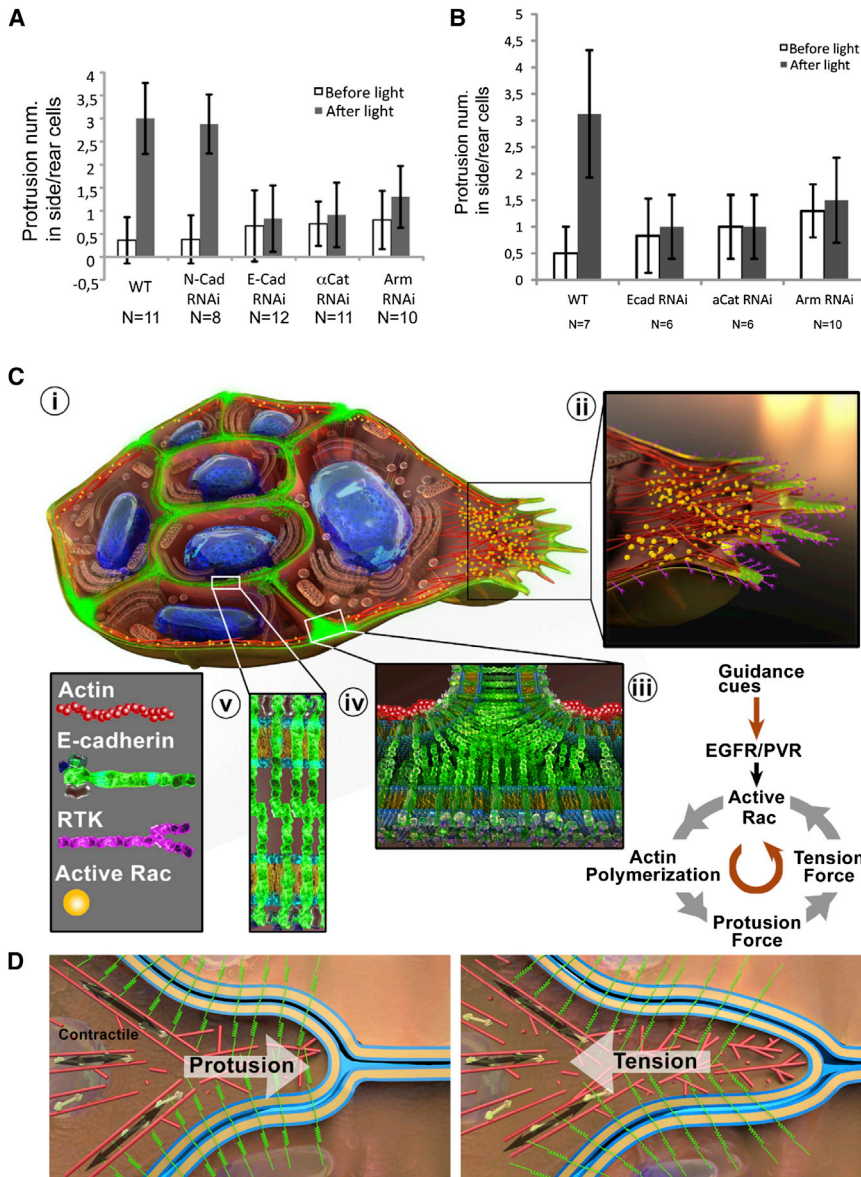 A
Protrusion num.
in side/rear cells
4
3,5
3
2,5
2
1,5
1
0,5
0
-0,5
Before light
After light
WT
N-Cad
RNAi
E-Cad
RNAi
αCat
RNAi
Arm
RNAi
N=11
N=8
N=12
N=11
N=10
B
Protrusion num.
in side/rear cells
5
4,5
4
3,5
3
2,5
2
1,5
1
0,5
0
Before light
After light
WT
Ecad RNAi
aCat RNAi
Arm RNAi
N=7
N=6
N=6
N=10
C
i
ii
Actin
E-cadherin
RTK
Active Rac
v
iv
iii
Guidance
cues
EGFR/PVR
Active
Rac
Actin
Polymerization
Tension
Force
Protusion
Force
D
Contractile
Protusion
Tension